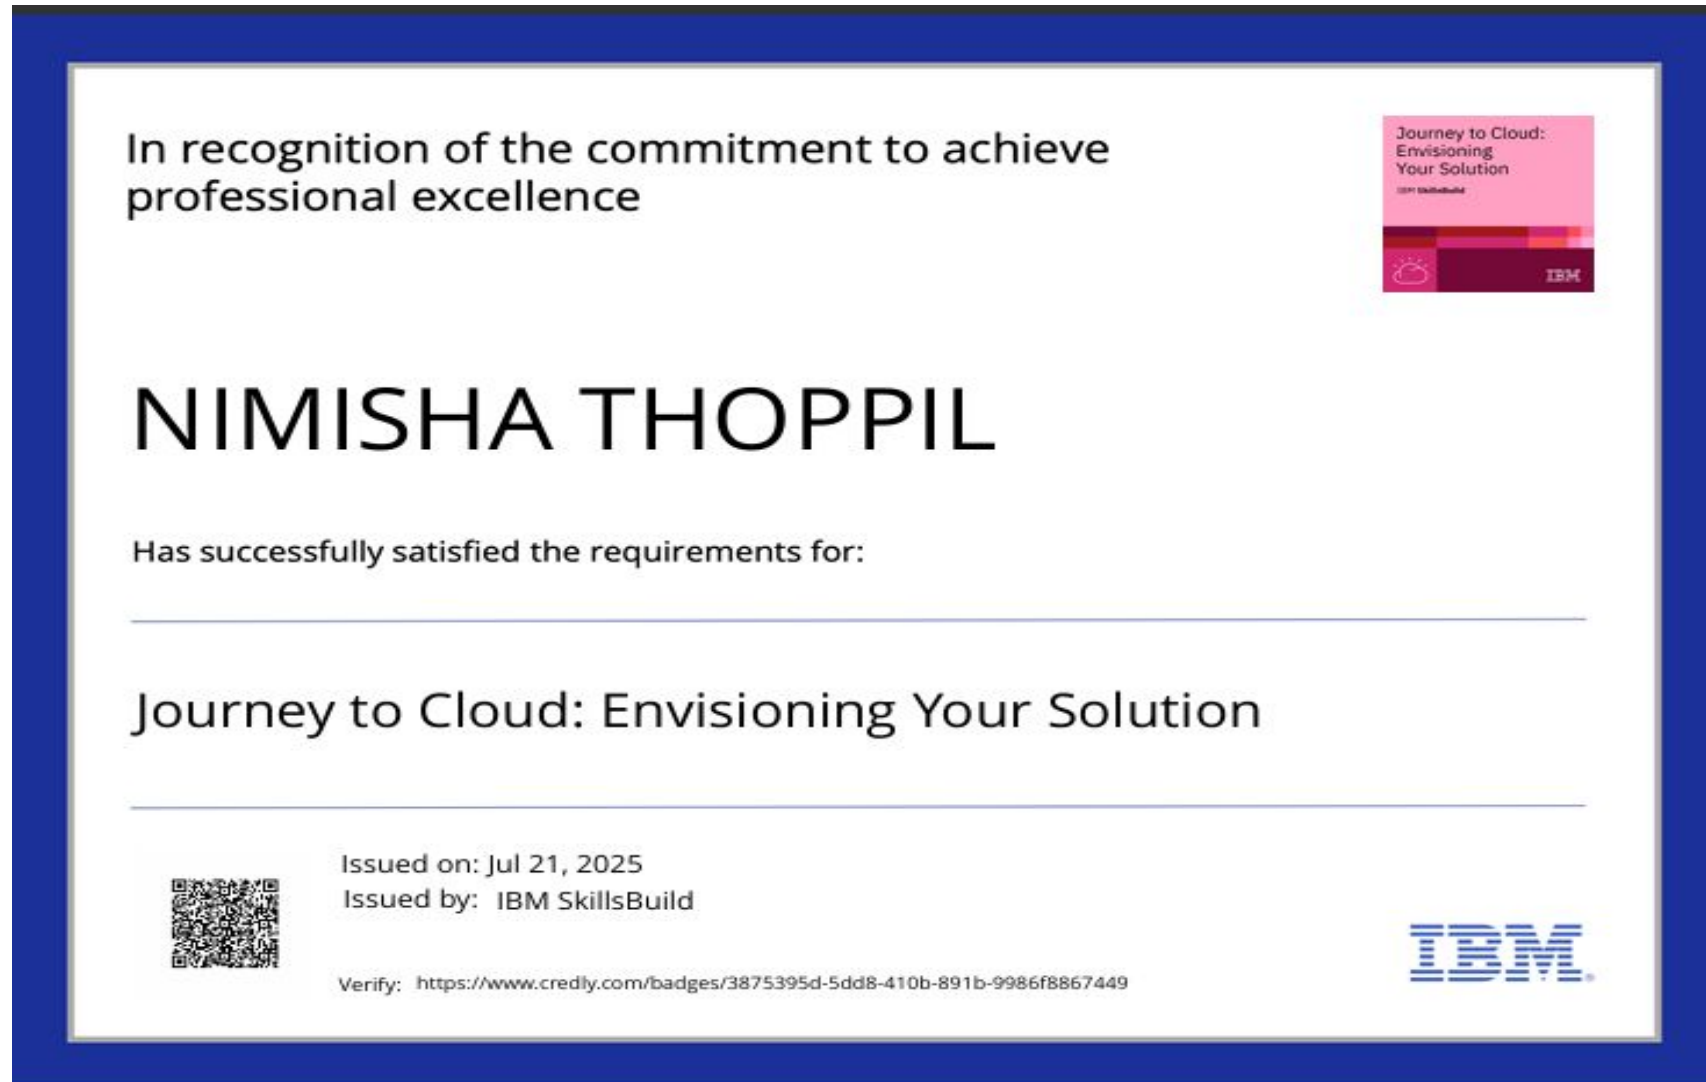 In recognition of the commitment to achieve
professional excellence
Journey to Cloud:
Envisioning
Your Solution
IBM SkillsBuild
IBM
NIMISHA THOPPIL
Has successfully satisfied the requirements for:
Journey to Cloud: Envisioning Your Solution
Issued on: Jul 21, 2025
Issued by: IBM SkillsBuild
Verify: https://www.credly.com/badges/3875395d-5dd8-410b-891b-9986f8867449
IBM